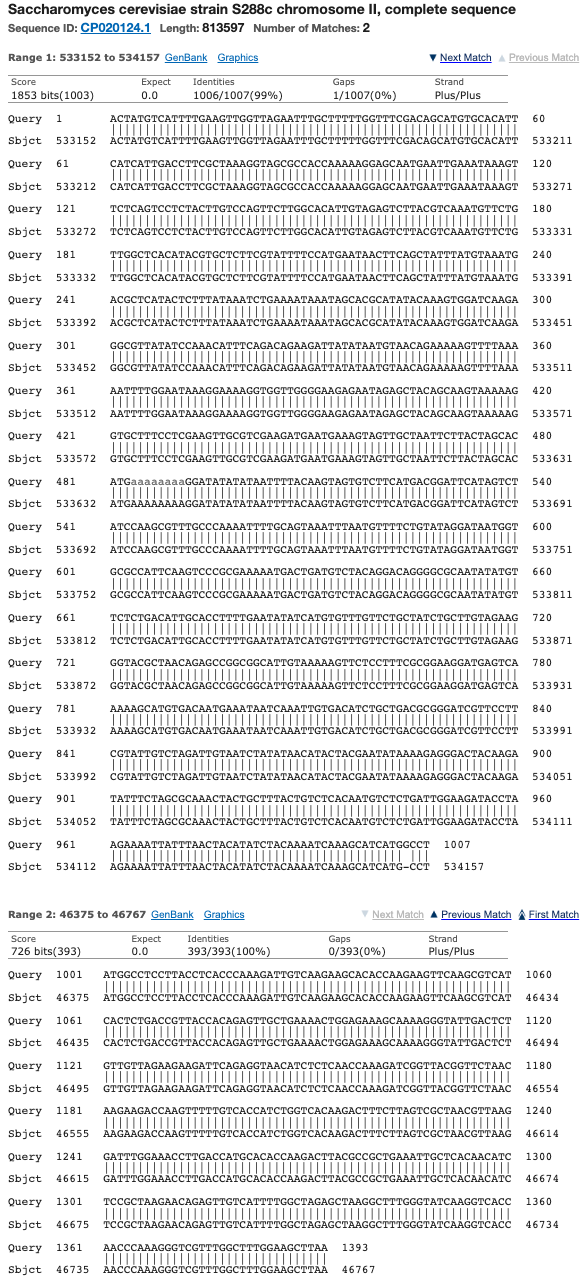 Saccharomyces cerevisiae strain S288c chromosome II, complete sequence
Sequence ID: CP020124.1 Length: 813597 Number of Matches: 2
Range 1: 533152 to 534157 GenBank Graphics ▼ Next Match ▲ Previous Match
Score Expect Identities Gaps Strand
1853 bits(1003) 0.0 1006/1007(99%) 1/1007(0%) Plus/Plus
Query 1 ACTATGTCATTTTGAAGTTGGTTAGAATTTGCTTTTTGGTTTCGACAGCATGTGCACATT 60
Sbjct 533152 ACTATGTCATTTTGAAGTTGGTTAGAATTTGCTTTTTGGTTTCGACAGCATGTGCACATT 533211
Query 61 CATCATTGACCTTCGCTAAAGGTAGCGCCACCAAAAAGGAGCAATGAATTGAAATAAAGT 120
Sbjct 533212 CATCATTGACCTTCGCTAAAGGTAGCGCCACCAAAAAGGAGCAATGAATTGAAATAAAGT 533271
Query 121 TCTCAGTCCTCTACTTGTCCAGTTCTTGGCACATTGTAGAGTCTTACGTCAAATGTTCTG 180
Sbjct 533272 TCTCAGTCCTCTACTTGTCCAGTTCTTGGCACATTGTAGAGTCTTACGTCAAATGTTCTG 533331
Query 181 TTGGCTCACATACGTGCTCTTCGTATTTTCCATGAATAACTTCAGCTATTTATGTAAATG 240
Sbjct 533332 TTGGCTCACATACGTGCTCTTCGTATTTTCCATGAATAACTTCAGCTATTTATGTAAATG 533391
Query 241 ACGCTCATACTCTTTATAAATCTGAAAATAAATAGCACGCATATACAAAGTGGATCAAGA 300
Sbjct 533392 ACGCTCATACTCTTTATAAATCTGAAAATAAATAGCACGCATATACAAAGTGGATCAAGA 533451
Query 301 GGCGTTATATCCAAACATTTCAGACAGAAGATTATATAATGTAACAGAAAAAGTTTTAAA 360
Sbjct 533452 GGCGTTATATCCAAACATTTCAGACAGAAGATTATATAATGTAACAGAAAAAGTTTTAAA 533511
Query 361 AATTTTGGAATAAAGGAAAAGGTGGTTGGGGAAGAGAATAGAGCTACAGCAAGTAAAAAG 420
Sbjct 533512 AATTTTGGAATAAAGGAAAAGGTGGTTGGGGAAGAGAATAGAGCTACAGCAAGTAAAAAG 533571
Query 421 GTGCTTTCCTCGAAGTTGCGTCGAAGATGAATGAAAGTAGTTGCTAATTCTTACTAGCAC 480
Sbjct 533572 GTGCTTTCCTCGAAGTTGCGTCGAAGATGAATGAAAGTAGTTGCTAATTCTTACTAGCAC 533631
Query 481 ATGaaaaaaaaGGATATATATAATTTTACAAGTAGTGTCTTCATGACGGATTCATAGTCT 540
Sbjct 533632 ATGAAAAAAAAGGATATATATAATTTTACAAGTAGTGTCTTCATGACGGATTCATAGTCT 533691
Query 541 ATCCAAGCGTTTGCCCAAAATTTTGCAGTAAATTTAATGTTTTCTGTATAGGATAATGGT 600
Sbjct 533692 ATCCAAGCGTTTGCCCAAAATTTTGCAGTAAATTTAATGTTTTCTGTATAGGATAATGGT 533751
Query 601 GCGCCATTCAAGTCCCGCGAAAAATGACTGATGTCTACAGGACAGGGGCGCAATATATGT 660
Sbjct 533752 GCGCCATTCAAGTCCCGCGAAAAATGACTGATGTCTACAGGACAGGGGCGCAATATATGT 533811
Query 661 TCTCTGACATTGCACCTTTTGAATATATCATGTGTTTGTTCTGCTATCTGCTTGTAGAAG 720
Sbjct 533812 TCTCTGACATTGCACCTTTTGAATATATCATGTGTTTGTTCTGCTATCTGCTTGTAGAAG 533871
Query 721 GGTACGCTAACAGAGCCGGCGGCATTGTAAAAAGTTCTCCTTTCGCGGAAGGATGAGTCA 780
Sbjct 533872 GGTACGCTAACAGAGCCGGCGGCATTGTAAAAAGTTCTCCTTTCGCGGAAGGATGAGTCA 533931
Query 781 AAAAGCATGTGACAATGAAATAATCAAATTGTGACATCTGCTGACGCGGGATCGTTCCTT 840
Sbjct 533932 AAAAGCATGTGACAATGAAATAATCAAATTGTGACATCTGCTGACGCGGGATCGTTCCTT 533991
Query 841 CGTATTGTCTAGATTGTAATCTATATAACATACTACGAATATAAAAGAGGGACTACAAGA 900
Sbjct 533992 CGTATTGTCTAGATTGTAATCTATATAACATACTACGAATATAAAAGAGGGACTACAAGA 534051
Query 901 TATTTCTAGCGCAAACTACTGCTTTACTGTCTCACAATGTCTCTGATTGGAAGATACCTA 960
Sbjct 534052 TATTTCTAGCGCAAACTACTGCTTTACTGTCTCACAATGTCTCTGATTGGAAGATACCTA 534111
Query 961 AGAAAATTATTTAACTACATATCTACAAAATCAAAGCATCATGGCCT 1007
Sbjct 534112 AGAAAATTATTTAACTACATATCTACAAAATCAAAGCATCATG-CCT 534157
Range 2: 46375 to 46767 GenBank Graphics ▼ Next Match ▲ Previous Match First Match
Score Expect Identities Gaps Strand
726 bits(393) 0.0 393/393(100%) 0/393(0%) Plus/Plus
Query 1001 ATGGCCTCCTTACCTCACCCAAAGATTGTCAAGAAGCACACCAAGAAGTTCAAGCGTCAT 1060
Sbjct 46375 ATGGCCTCCTTACCTCACCCAAAGATTGTCAAGAAGCACACCAAGAAGTTCAAGCGTCAT 46434
Query 1061 CACTCTGACCGTTACCACAGAGTTGCTGAAAACTGGAGAAAGCAAAAGGGTATTGACTCT 1120
Sbjct 46435 CACTCTGACCGTTACCACAGAGTTGCTGAAAACTGGAGAAAGCAAAAGGGTATTGACTCT 46494
Query 1121 GTTGTTAGAAGAAGATTCAGAGGTAACATCTCTCAACCAAAGATCGGTTACGGTTCTAAC 1180
Sbjct 46495 GTTGTTAGAAGAAGATTCAGAGGTAACATCTCTCAACCAAAGATCGGTTACGGTTCTAAC 46554
Query 1181 AAGAAGACCAAGTTTTTGTCACCATCTGGTCACAAGACTTTCTTAGTCGCTAACGTTAAG 1240
Sbjct 46555 AAGAAGACCAAGTTTTTGTCACCATCTGGTCACAAGACTTTCTTAGTCGCTAACGTTAAG 46614
Query 1241 GATTTGGAAACCTTGACCATGCACACCAAGACTTACGCCGCTGAAATTGCTCACAACATC 1300
Sbjct 46615 GATTTGGAAACCTTGACCATGCACACCAAGACTTACGCCGCTGAAATTGCTCACAACATC 46674
Query 1301 TCCGCTAAGAACAGAGTTGTCATTTTGGCTAGAGCTAAGGCTTTGGGTATCAAGGTCACC 1360
Sbjct 46675 TCCGCTAAGAACAGAGTTGTCATTTTGGCTAGAGCTAAGGCTTTGGGTATCAAGGTCACC 46734
Query 1361 AACCCAAAGGGTCGTTTGGCTTTGGAAGCTTAA 1393
Sbjct 46735 AACCCAAAGGGTCGTTTGGCTTTGGAAGCTTAA 46767